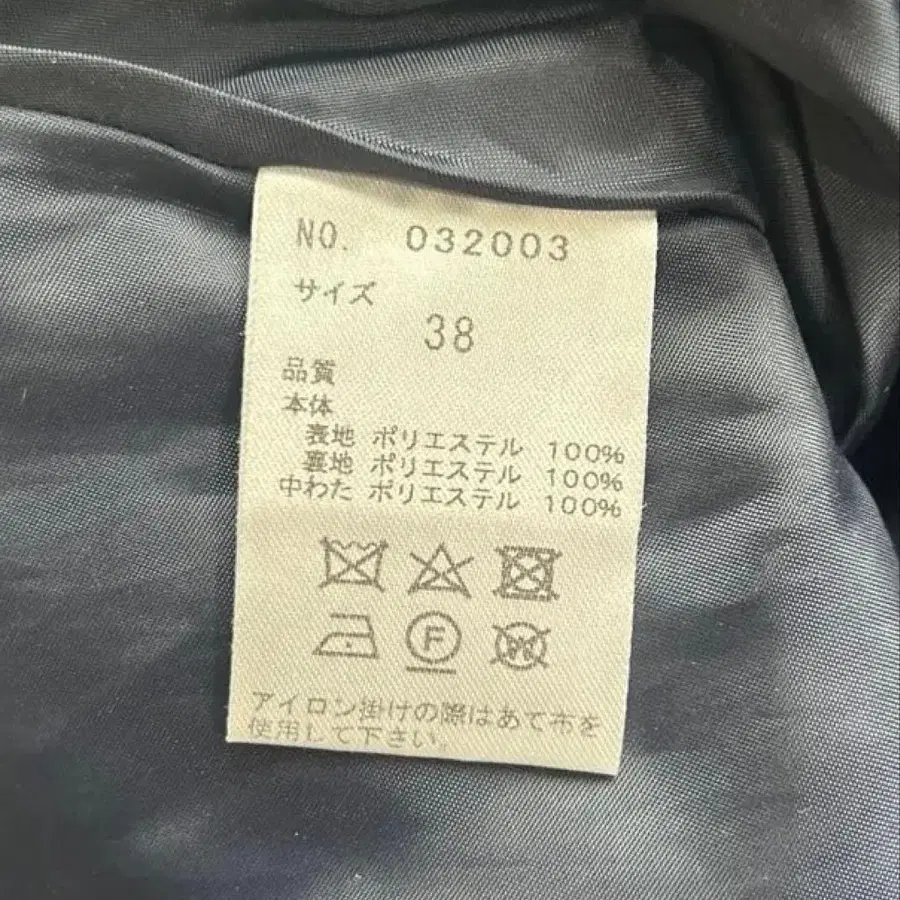 NO. 032003
サイズ
38
品質
本体
表地 ポリエステル 100%
裏地 ポリエステル 100%
中わた ポリエステル 100%
F
W
アイロン掛けの際はあて布を
使用して下さい。